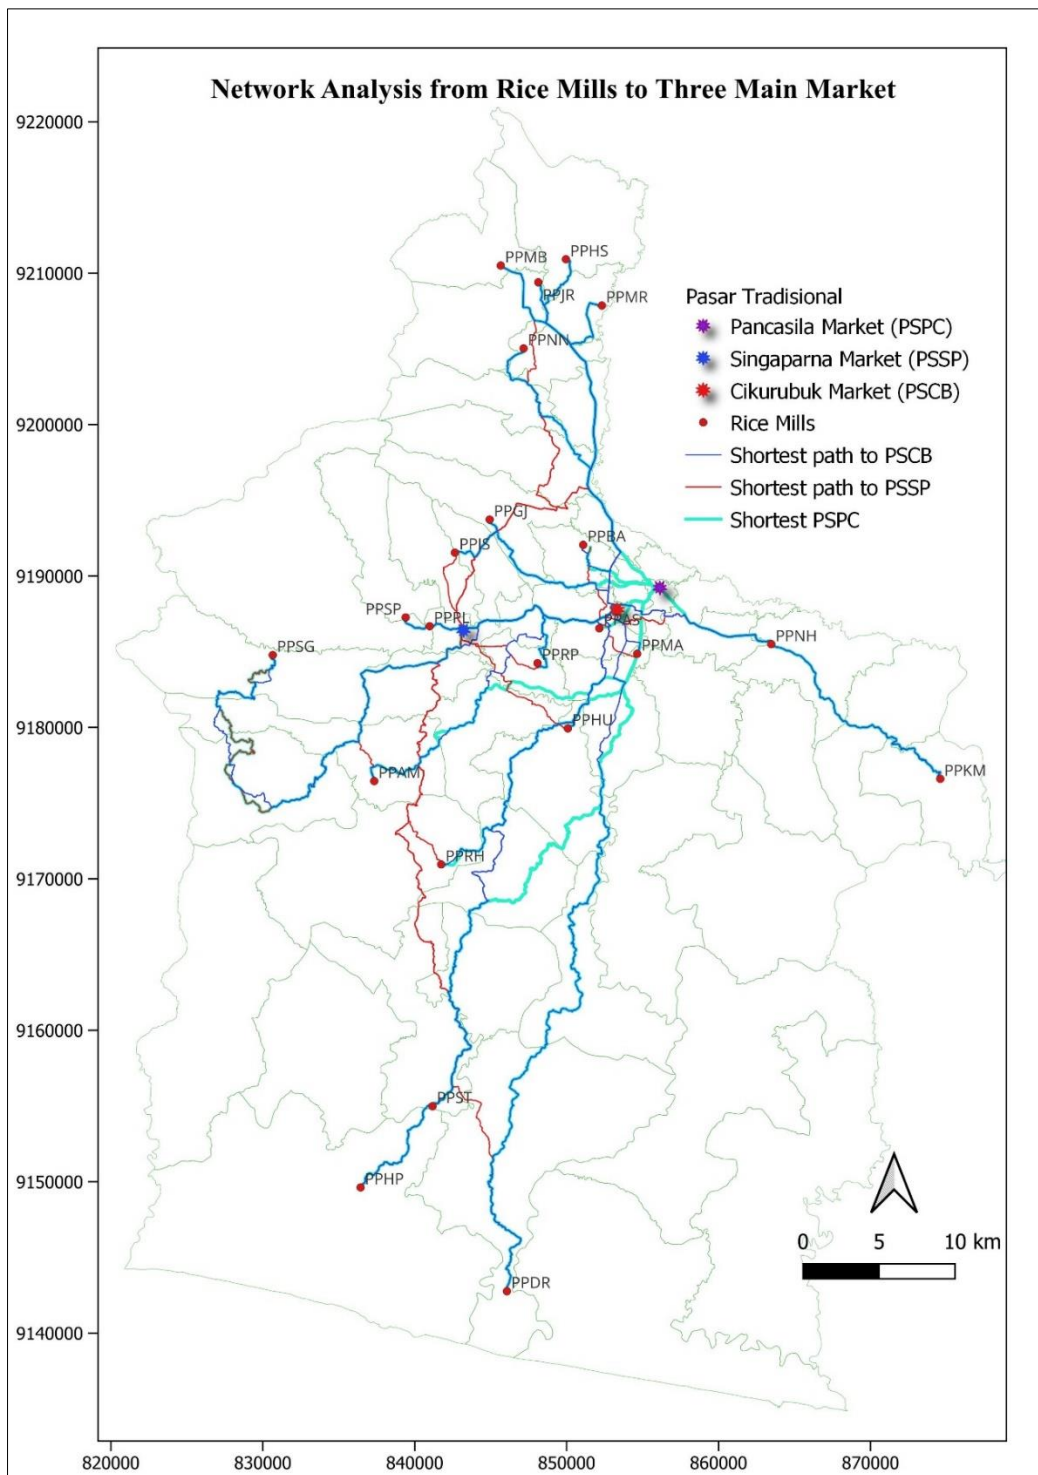 Network Analysis from Rice Mills to Three Main Market
9220000
9210000
9200000
9190000
9180000
9170000
9160000
9150000
9140000
PPMB
PPHS
PPJR
PPMR
PPNN
Pasar Tradisional
Pancasila Market (PSPC)
Singaparna Market (PSSP)
Cikurubuk Market (PSCB)
Rice Mills
Shortest path to PSCB
Shortest path to PSSP
Shortest PSPC
PPGJ
PPBA
PPIS
PPSP
PPRL
PPAS
PPNH
PPSG
PPRP
PPMA
PPHU
PPAM
PPKM
PPRH
PPST
PPHP
PPDR
0 5 10 km
820000 830000 840000 850000 860000 870000